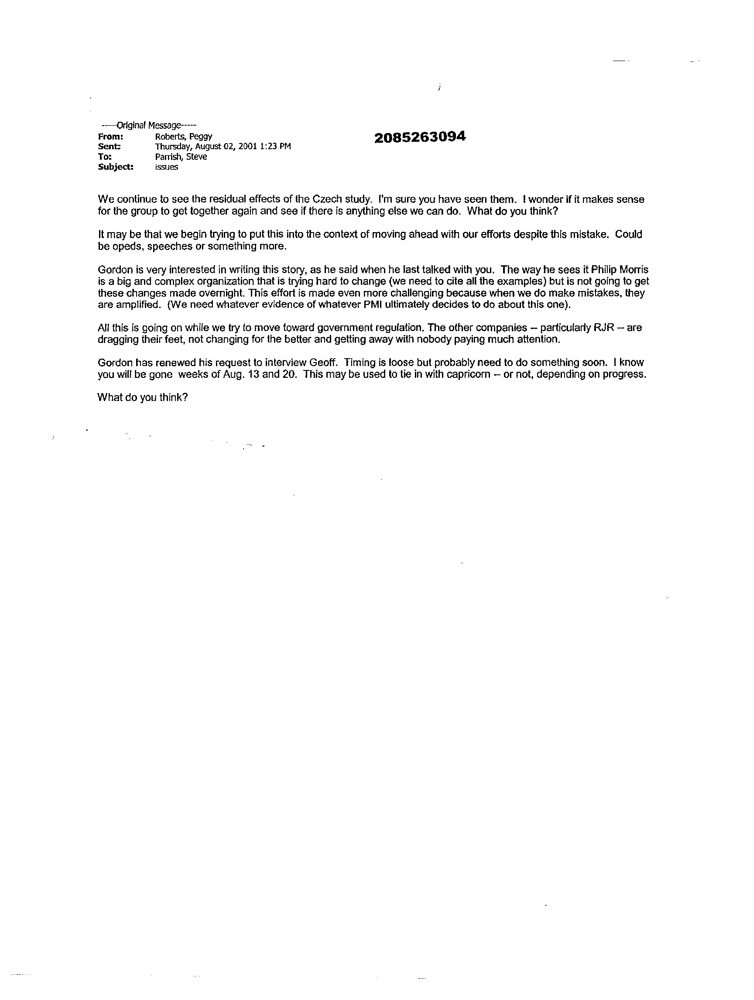 -----Original Message-----
From: Roberts, Peggy
Sent: Thursday, August 02, 2001 1:23 PM
To: Parrish, Steve
Subject: issues
2085263094
We continue to see the residual effects of the Czech study. I'm sure you have seen them. I wonder if it makes sense
for the group to get together again and see if there is anything else we can do. What do you think?
It may be that we begin trying to put this into the context of moving ahead with our efforts despite this mistake. Could
be opeds, speeches or something more.
Gordon is very interested in writing this story, as he said when he last talked with you. The way he sees it Philip Morris
is a big and complex organization that is trying hard to change (we need to cite all the examples) but is not going to get
these changes made overnight. This effort is made even more challenging because when we do make mistakes, they
are amplified. (We need whatever evidence of whatever PMI ultimately decides to do about this one).
All this is going on while we try to move toward government regulation. The other companies -- particularly RJR -- are
dragging their feet, not changing for the better and getting away with nobody paying much attention.
Gordon has renewed his request to interview Geoff. Timing is loose but probably need to do something soon. I know
you will be gone weeks of Aug. 13 and 20. This may be used to tie in with capricorn -- or not, depending on progress.
What do you think?